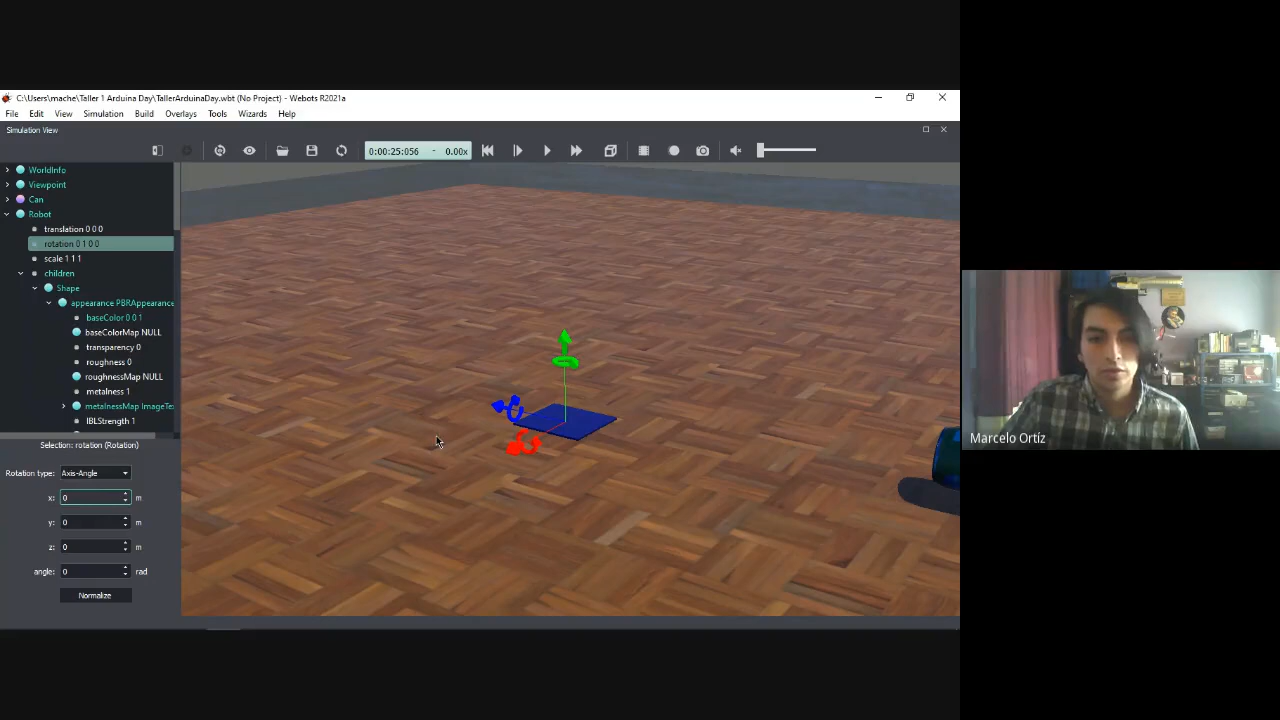 C:\Users\mache\Taller 1 Arduina Day\TallerArduinaDay.wbt (No Project) - Webots R2021a
File Edit View Simulation Build Overlays Tools Wizards Help
Simulation View
0:00:25:056 - 0.00x
WorldInfo
Viewpoint
Can
Robot
translation 0 0 0
rotation 0 1 0 0
scale 1 1 1
children
Shape
appearance PBRAppearance
baseColor 0 0 1
baseColorMap NULL
transparency 0
roughness 0
roughnessMap NULL
metalness 1
metalnessMap ImageTe
IBLStrength 1
Selection: rotation (Rotation)
Rotation type: Axis-Angle
x: 0 m
y: 0 m
z: 0 m
angle: 0 rad
Normalize
Marcelo Ortíz